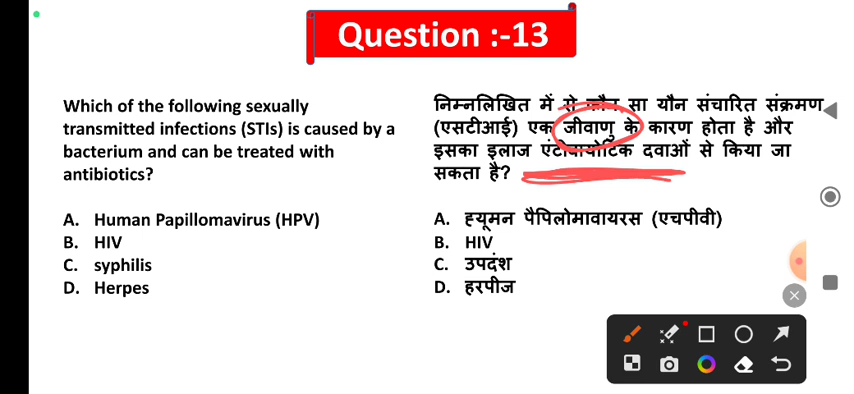 Question :-13
Which of the following sexually
transmitted infections (STIs) is caused by a
bacterium and can be treated with
antibiotics?
A. Human Papillomavirus (HPV)
B. HIV
C. syphilis
D. Herpes
निम्नलिखित में से कौन सा यौन संचारित संक्रमण
(एसटीआई) एक जीवाणु के कारण होता है और
इसका इलाज एंटीबायोटिक दवाओं से किया जा
सकता है?
A. ह्यूमन पैपिलोमावायरस (एचपीवी)
B. HIV
C. उपदंश
D. हरपीज